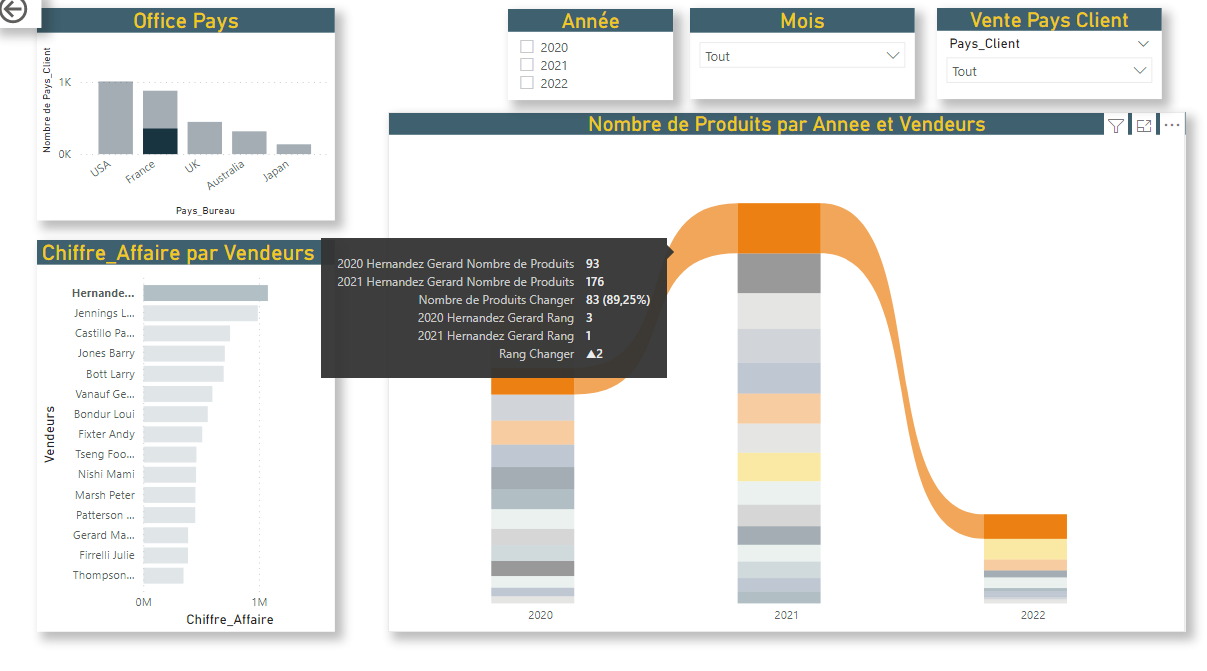 Office Pays
Nombre de Pays_Client
1K
0K
USA
France
UK
Australia
Japan
Pays_Bureau
Année
2020
2021
2022
Mois
Tout
Vente Pays Client
Pays_Client
Tout
Chiffre_Affaire par Vendeurs
Vendeurs
Hernande...
Jennings L...
Castillo Pa...
Jones Barry
Bott Larry
Vanauf Ge...
Bondur Loui
Fixter Andy
Tseng Foo...
Nishi Mami
Marsh Peter
Patterson ...
Gerard Ma...
Firrelli Julie
Thompson...
0M 1M
Chiffre_Affaire
Nombre de Produits par Annee et Vendeurs
2020 Hernandez Gerard Nombre de Produits 93
2021 Hernandez Gerard Nombre de Produits 176
Nombre de Produits Changer 83 (89,25%)
2020 Hernandez Gerard Rang 3
2021 Hernandez Gerard Rang 1
Rang Changer ▲2
2020 2021 2022